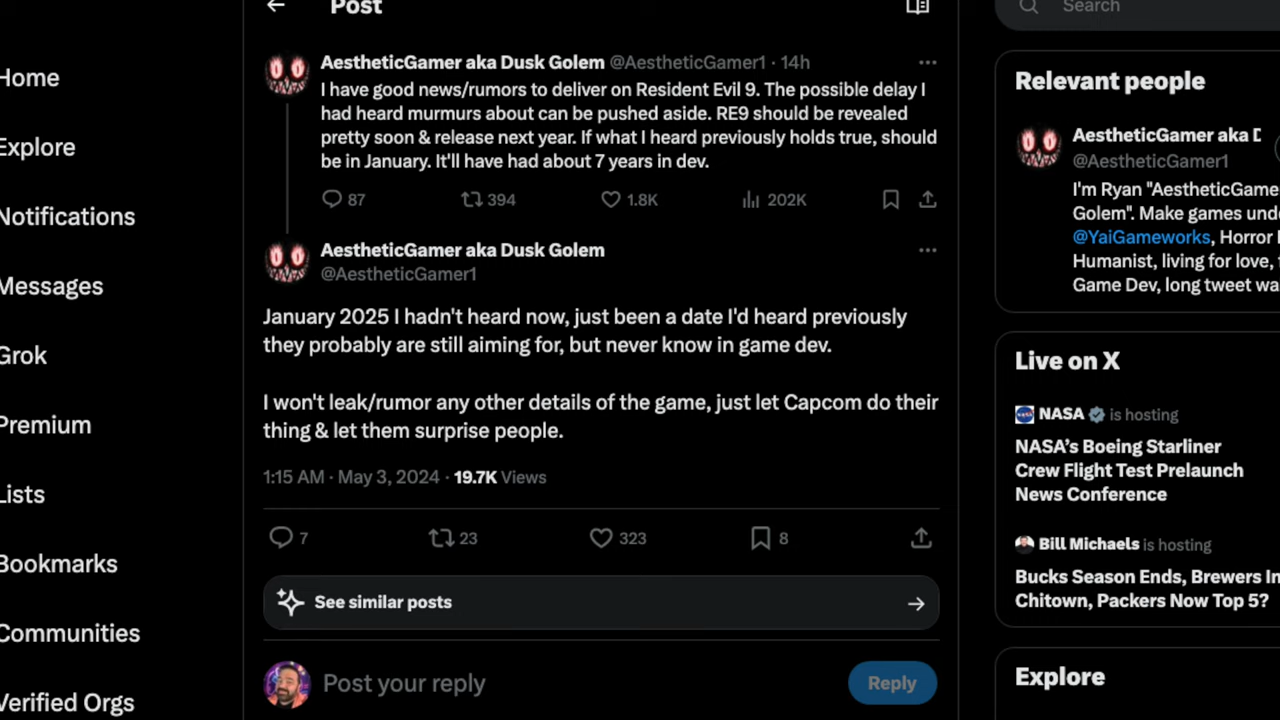 Post
Search
Home
Explore
Notifications
Messages
Grok
Premium
Lists
Bookmarks
Communities
Verified Orgs
AestheticGamer aka Dusk Golem @AestheticGamer1 · 14h
I have good news/rumors to deliver on Resident Evil 9. The possible delay I
had heard murmurs about can be pushed aside. RE9 should be revealed
pretty soon & release next year. If what I heard previously holds true, should
be in January. It'll have had about 7 years in dev.
87 394 1.8K 202K
AestheticGamer aka Dusk Golem
@AestheticGamer1
January 2025 I hadn't heard now, just been a date I'd heard previously
they probably are still aiming for, but never know in game dev.
I won't leak/rumor any other details of the game, just let Capcom do their
thing & let them surprise people.
1:15 AM · May 3, 2024 · 19.7K Views
7 23 323 8
See similar posts
Post your reply
Reply
Relevant people
AestheticGamer aka D
@AestheticGamer1
I'm Ryan "AestheticGame
Golem". Make games und
@YaiGameworks, Horror
Humanist, living for love,
Game Dev, long tweet wa
Live on X
NASA is hosting
NASA's Boeing Starliner
Crew Flight Test Prelaunch
News Conference
Bill Michaels is hosting
Bucks Season Ends, Brewers In
Chitown, Packers Now Top 5?
Explore